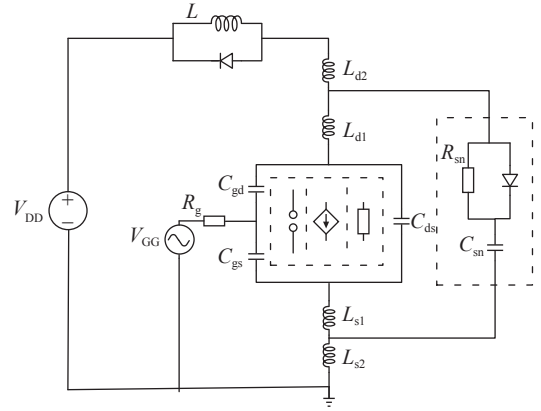 L
L_d2
L_d1
R_sn
C_gd
R_g
V_DD
+
−
V_GG
C_ds
C_sn
C_gs
L_s1
L_s2